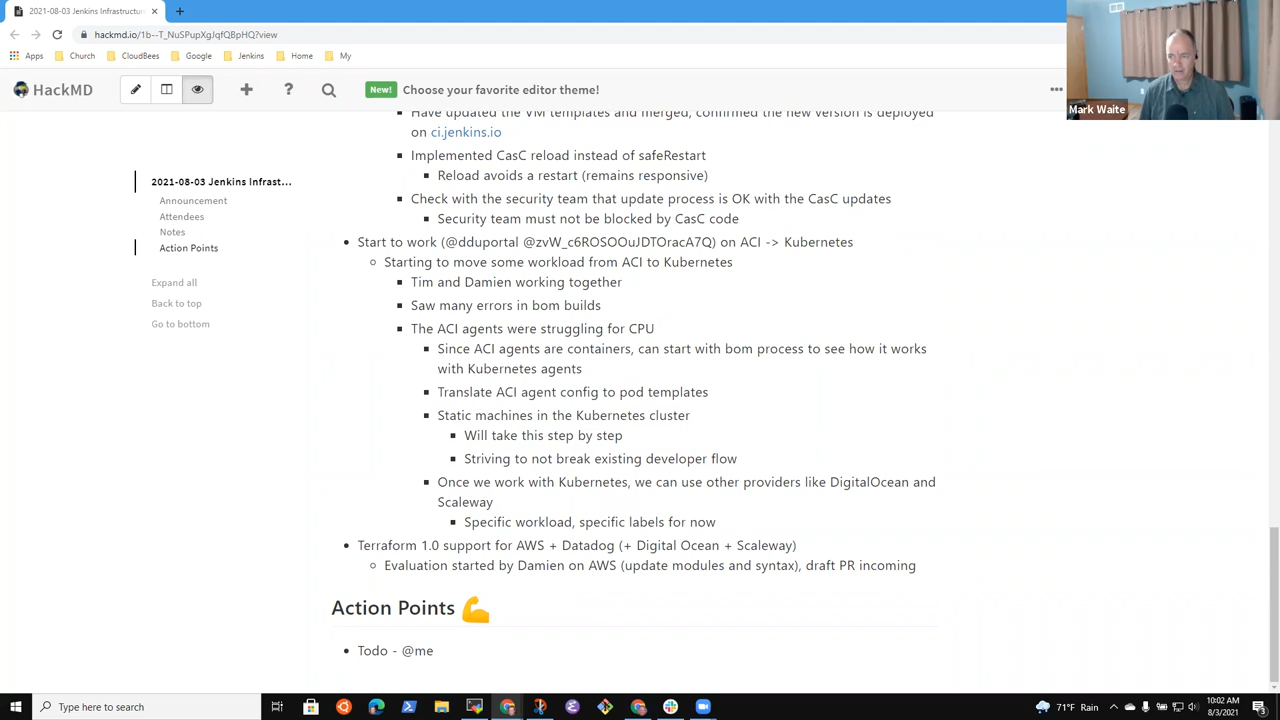 2021-08-03 Jenkins Infrastructur
hackmd.io/1b--T_NuSPupXgJqfQBpHQ?view
Apps Church CloudBees Google Jenkins Home My
HackMD New! Choose your favorite editor theme!
Mark Waite
Have updated the VM templates and merged, confirmed the new version is deployed
on ci.jenkins.io
Implemented CasC reload instead of safeRestart
Reload avoids a restart (remains responsive)
Check with the security team that update process is OK with the CasC updates
Security team must not be blocked by CasC code
2021-08-03 Jenkins Infrast...
Announcement
Attendees
Notes
Action Points
Expand all
Back to top
Go to bottom
Start to work (@dduportal @zvW_c6ROSOOuJDTOracA7Q) on ACI -> Kubernetes
Starting to move some workload from ACI to Kubernetes
Tim and Damien working together
Saw many errors in bom builds
The ACI agents were struggling for CPU
Since ACI agents are containers, can start with bom process to see how it works
with Kubernetes agents
Translate ACI agent config to pod templates
Static machines in the Kubernetes cluster
Will take this step by step
Striving to not break existing developer flow
Once we work with Kubernetes, we can use other providers like DigitalOcean and
Scaleway
Specific workload, specific labels for now
Terraform 1.0 support for AWS + Datadog (+ Digital Ocean + Scaleway)
Evaluation started by Damien on AWS (update modules and syntax), draft PR incoming
Action Points 💪
Todo - @me
Type here to search
71°F Rain
10:02 AM
8/3/2021